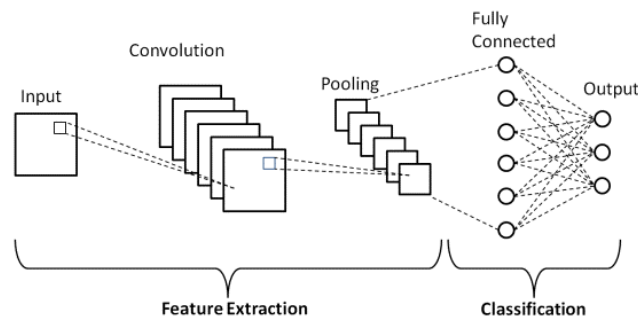 Fully
Connected
Convolution
Pooling
Output
Input
Feature Extraction
Classification